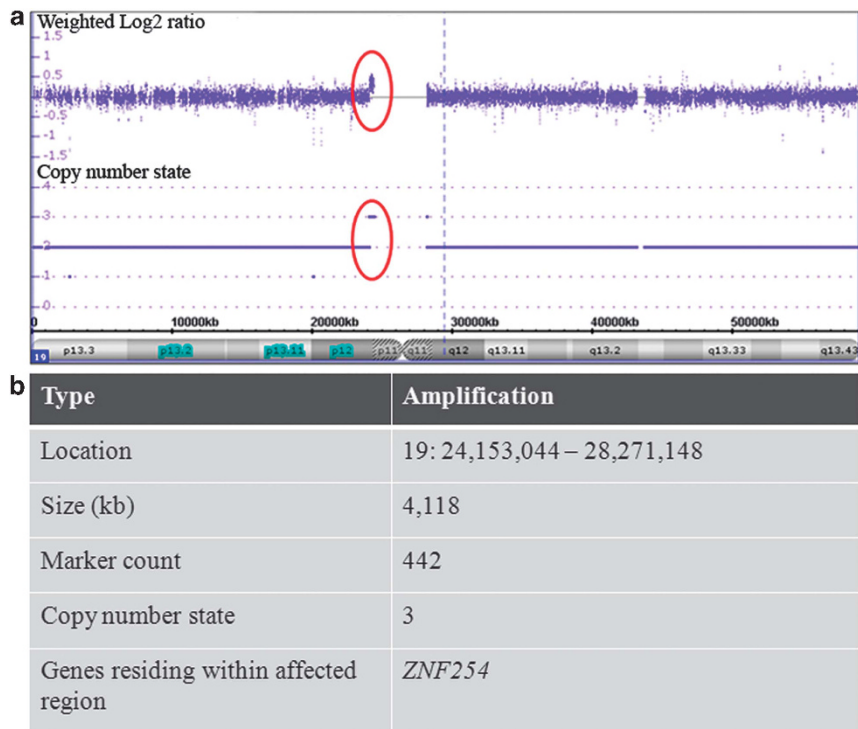 a
Weighted Log2 ratio
1.5
1
0.5
0
-0.5
-1
-1.5
Copy number state
4
3
2
1
0
0 10000kb 20000kb 30000kb 40000kb 50000kb
19 p13.3 p13.2 p13.11 p12 p11 q11 q12 q13.11 q13.2 q13.33 q13.43
b
Type Amplification
Location 19: 24,153,044 – 28,271,148
Size (kb) 4,118
Marker count 442
Copy number state 3
Genes residing within affected ZNF254
region